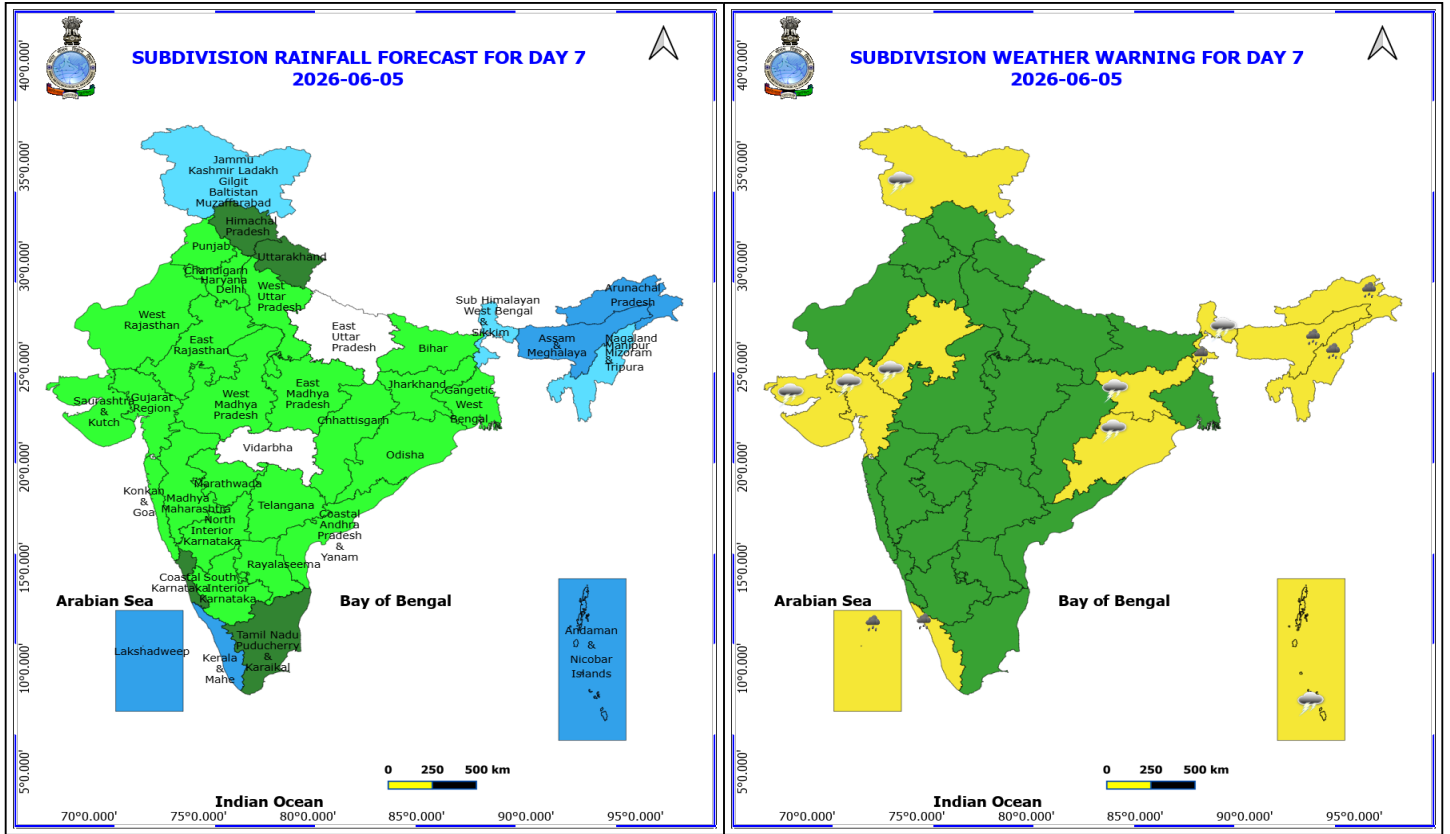 SUBDIVISION RAINFALL FORECAST FOR DAY 7
2026-06-05
40°0.000'
35°0.000'
30°0.000'
25°0.000'
20°0.000'
15°0.000'
10°0.000'
5°0.000'
Jammu
Kashmir Ladakh
Gilgit
Baltistan
Muzaffarabad
Himachal
Pradesh
Punjab
Uttarakhand
Chandigarh
Haryana
Delhi
West
Uttar
Pradesh
Arunachal
Pradesh
Sub Himalayan
West Bengal
&
Sikkim
West
Rajasthan
East
Uttar
Pradesh
Assam
&
Meghalaya
Nagaland
Manipur
Mizoram
&
Tripura
East
Rajasthan
Bihar
Saurashtra
&
Kutch
Gujarat
Region
West
Madhya
Pradesh
East
Madhya
Pradesh
Jharkhand
Gangetic
West
Bengal
Chhattisgarh
Vidarbha
Odisha
Konkan
&
Goa
Marathwada
Madhya
Maharashtra
Telangana
North
Interior
Karnataka
Coastal
Andhra
Pradesh
&
Yanam
Rayalaseema
Coastal
Karnataka
South
Interior
Karnataka
Arabian Sea
Bay of Bengal
Lakshadweep
Kerala
&
Mahe
Tamil Nadu
Puducherry
&
Karaikal
Andaman
&
Nicobar
Islands
0 250 500 km
Indian Ocean
70°0.000' 75°0.000' 80°0.000' 85°0.000' 90°0.000' 95°0.000'
SUBDIVISION WEATHER WARNING FOR DAY 7
2026-06-05
40°0.000'
35°0.000'
30°0.000'
25°0.000'
20°0.000'
15°0.000'
10°0.000'
5°0.000'
Arabian Sea
Bay of Bengal
0 250 500 km
Indian Ocean
70°0.000' 75°0.000' 80°0.000' 85°0.000' 90°0.000' 95°0.000'